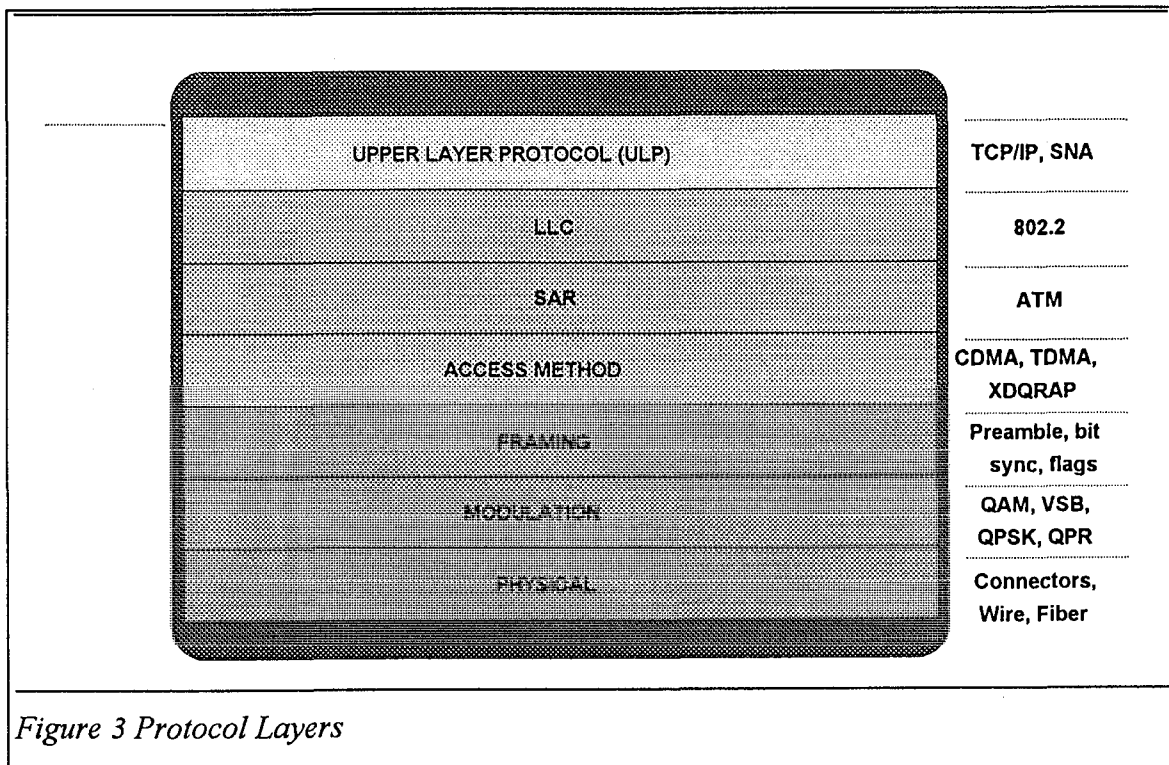 UPPER LAYER PROTOCOL (ULP)
TCP/IP, SNA
LLC
802.2
SAR
ATM
ACCESS METHOD
CDMA, TDMA,
XDQRAP
FRAMING
Preamble, bit
sync, flags
MODULATION
QAM, VSB,
QPSK, QPR
PHYSICAL
Connectors,
Wire, Fiber
Figure 3 Protocol Layers